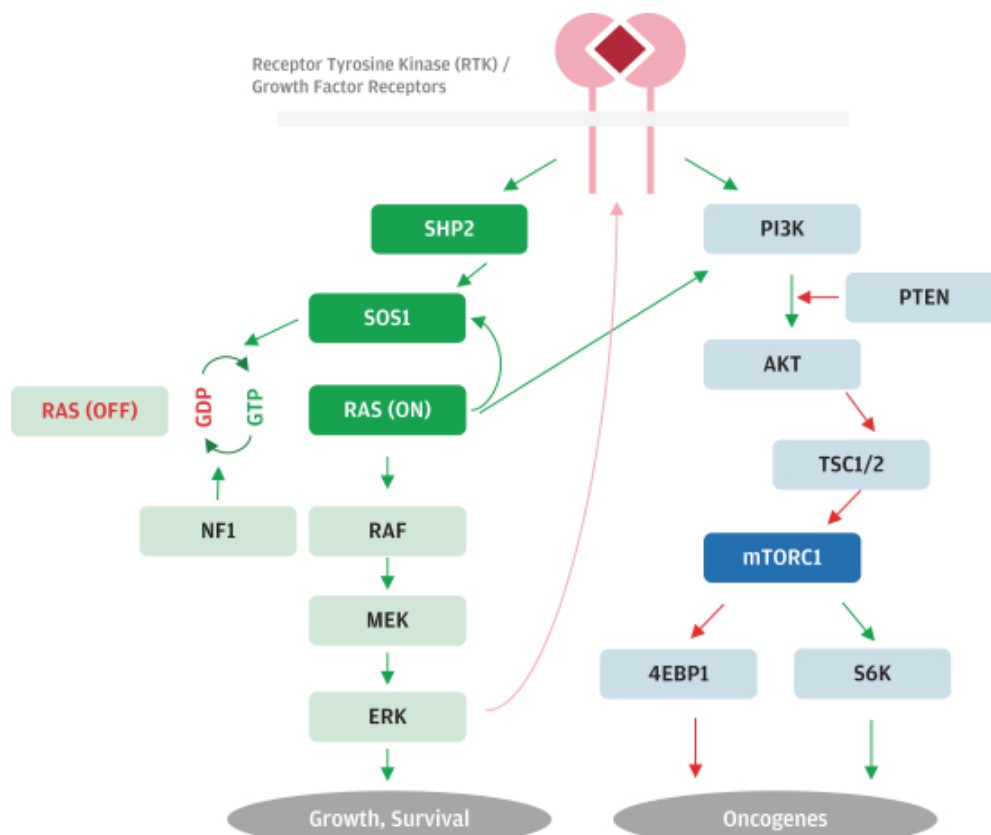 Receptor Tyrosine Kinase (RTK) /
Growth Factor Receptors
SHP2
PI3K
SOS1
PTEN
AKT
RAS (OFF)
GDP
GTP
RAS (ON)
TSC1/2
NF1
RAF
mTORC1
MEK
4EBP1
S6K
ERK
Growth, Survival
Oncogenes